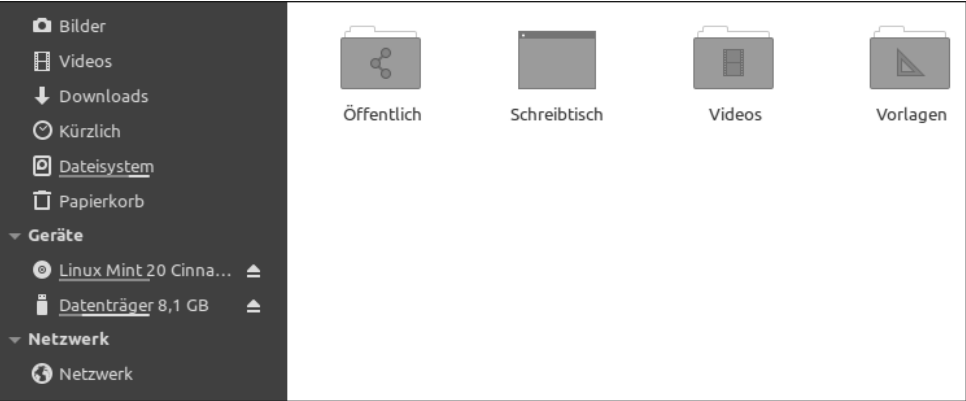 Bilder
Videos
Downloads
Kürzlich
Dateisystem
Papierkorb
Geräte
Linux Mint 20 Cinna...
Datenträger 8,1 GB
Netzwerk
Netzwerk
Öffentlich
Schreibtisch
Videos
Vorlagen